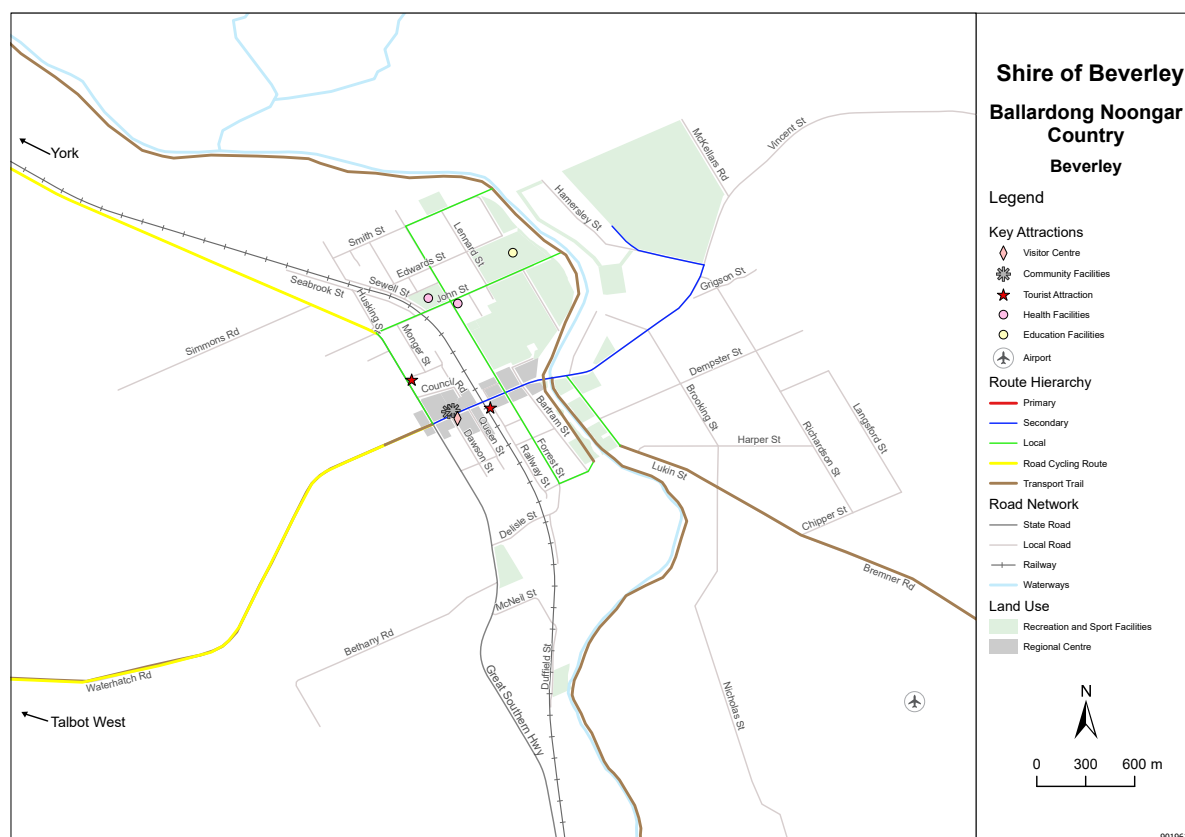 Shire of Beverley
Ballardong Noongar
Country
Beverley
Legend
Key Attractions
Visitor Centre
Community Facilities
Tourist Attraction
Health Facilities
Education Facilities
Airport
Route Hierarchy
Primary
Secondary
Local
Road Cycling Route
Transport Trail
Road Network
State Road
Local Road
Railway
Waterways
Land Use
Recreation and Sport Facilities
Regional Centre
N
0 300 600 m
York
Talbot West
McKellars Rd
Vincent St
Hamersley St
Smith St
Lennard St
Edwards St
Sewell St
Seabrook St
John St
Husking St
Grigson St
Simmons Rd
Monger St
Council Rd
Dempster St
Brooking St
Bartram St
Langsford St
Queen St
Dawson St
Railway St
Forrest St
Harper St
Richardson St
Lukin St
Chipper St
Delisle St
Bremner Rd
McNeil St
Bethany Rd
Duffield St
Waterhatch Rd
Great Southern Hwy
Nicholas St